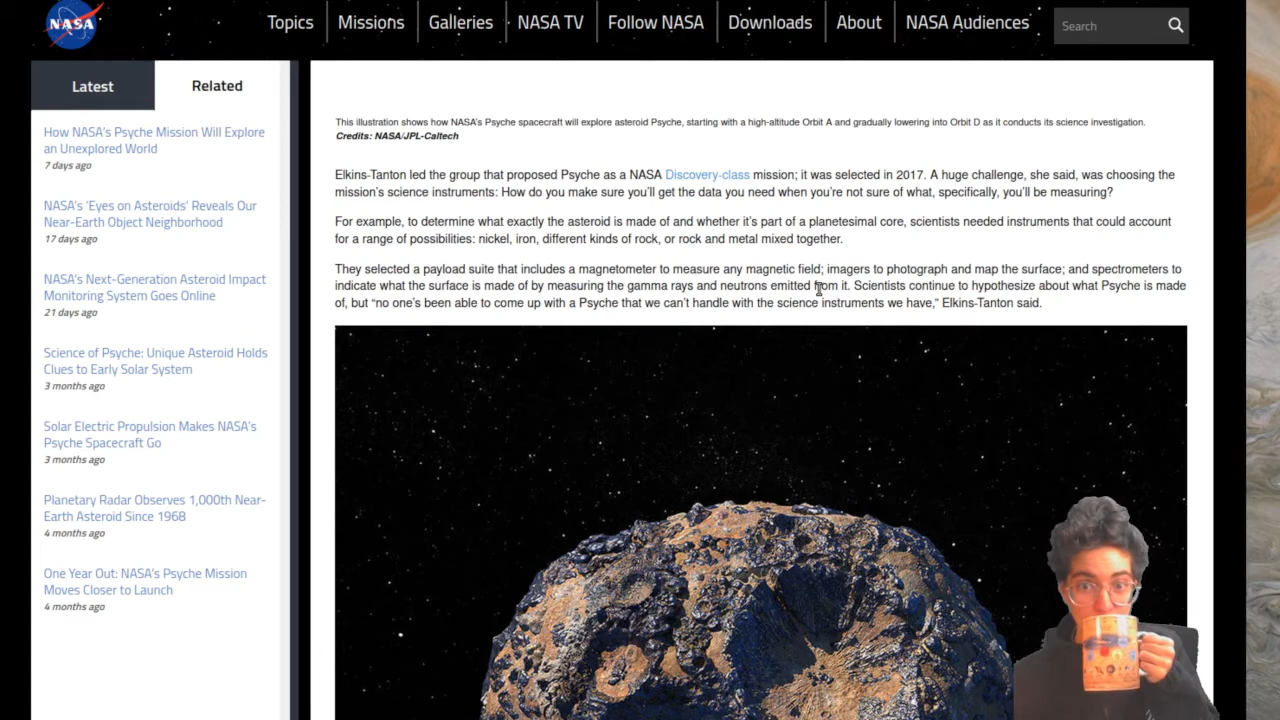 NASA
Topics
Missions
Galleries
NASA TV
Follow NASA
Downloads
About
NASA Audiences
Search
Latest
Related
How NASA's Psyche Mission Will Explore
an Unexplored World
7 days ago
NASA's 'Eyes on Asteroids' Reveals Our
Near-Earth Object Neighborhood
17 days ago
NASA's Next-Generation Asteroid Impact
Monitoring System Goes Online
21 days ago
Science of Psyche: Unique Asteroid Holds
Clues to Early Solar System
3 months ago
Solar Electric Propulsion Makes NASA's
Psyche Spacecraft Go
3 months ago
Planetary Radar Observes 1,000th Near-
Earth Asteroid Since 1968
4 months ago
One Year Out: NASA's Psyche Mission
Moves Closer to Launch
4 months ago
This illustration shows how NASA's Psyche spacecraft will explore asteroid Psyche, starting with a high-altitude Orbit A and gradually lowering into Orbit D as it conducts its science investigation.
Credits: NASA/JPL-Caltech
Elkins-Tanton led the group that proposed Psyche as a NASA Discovery-class mission; it was selected in 2017. A huge challenge, she said, was choosing the
mission's science instruments: How do you make sure you'll get the data you need when you're not sure of what, specifically, you'll be measuring?
For example, to determine what exactly the asteroid is made of and whether it's part of a planetesimal core, scientists needed instruments that could account
for a range of possibilities: nickel, iron, different kinds of rock, or rock and metal mixed together.
They selected a payload suite that includes a magnetometer to measure any magnetic field; imagers to photograph and map the surface; and spectrometers to
indicate what the surface is made of by measuring the gamma rays and neutrons emitted from it. Scientists continue to hypothesize about what Psyche is made
of, but “no one's been able to come up with a Psyche that we can't handle with the science instruments we have,” Elkins-Tanton said.